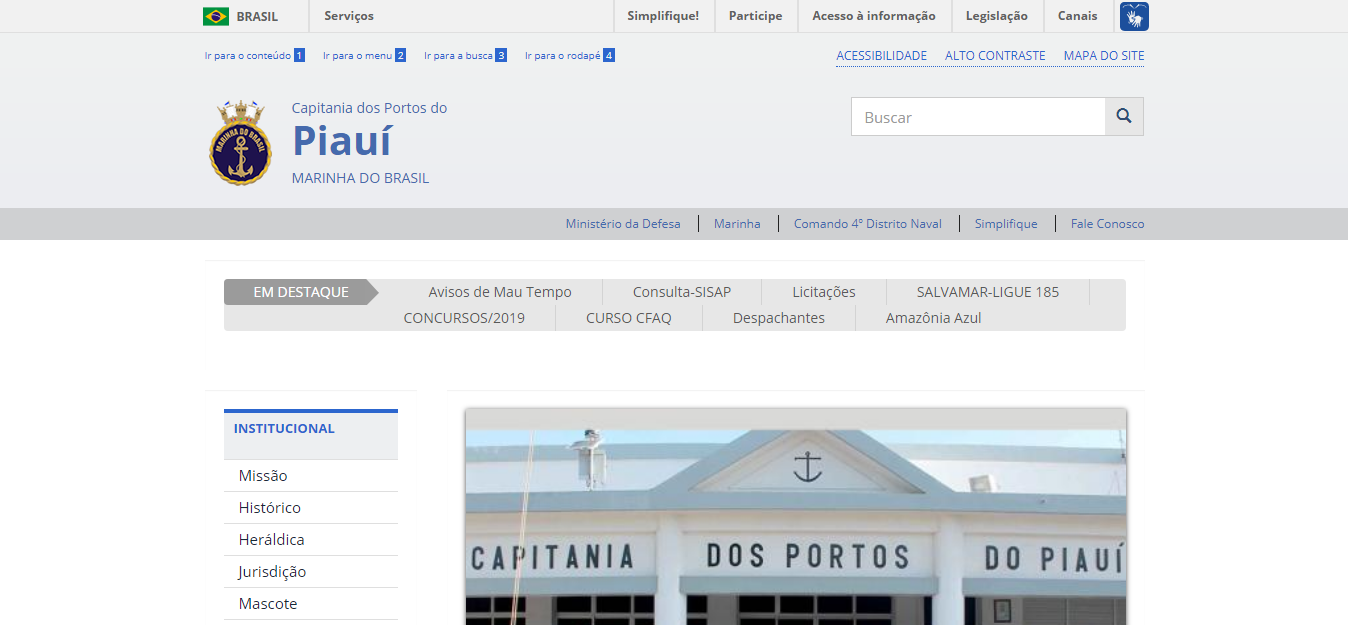 BRASIL Serviços Simplifique! Participe Acesso à informação Legislação Canais
Ir para o conteúdo 1 Ir para o menu 2 Ir para a busca 3 Ir para o rodapé 4 ACESSIBILIDADE ALTO CONTRASTE MAPA DO SITE
Capitania dos Portos do
Piauí
MARINHA DO BRASIL
MARINHA DO BRASIL
Buscar
Ministério da Defesa Marinha Comando 4º Distrito Naval Simplifique Fale Conosco
EM DESTAQUE Avisos de Mau Tempo Consulta-SISAP Licitações SALVAMAR-LIGUE 185
CONCURSOS/2019 CURSO CFAQ Despachantes Amazônia Azul
INSTITUCIONAL
Missão
Histórico
Heráldica
Jurisdição
Mascote
CAPITANIA DOS PORTOS DO PIAUÍ